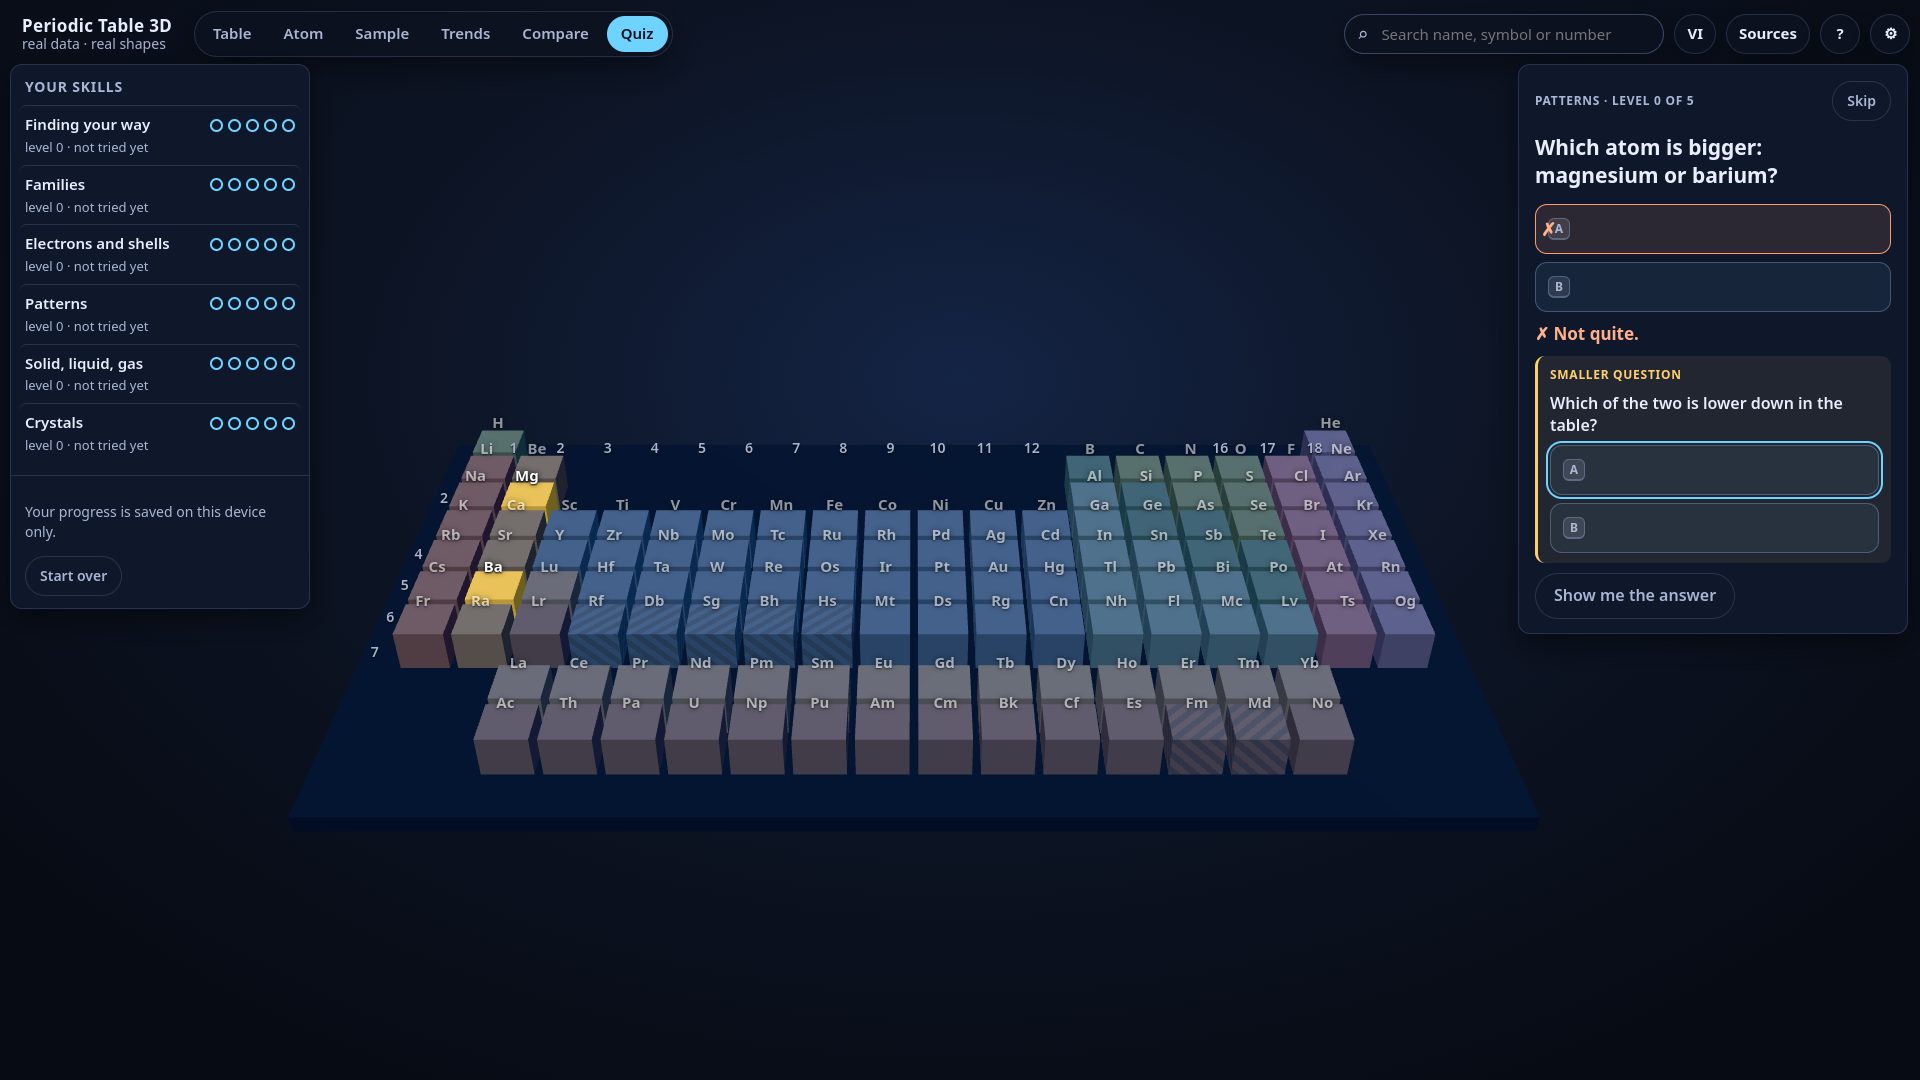 Periodic Table 3D
real data · real shapes
Table Atom Sample Trends Compare Quiz
Search name, symbol or number
VI Sources ? ⚙
YOUR SKILLS
Finding your way
level 0 · not tried yet
Families
level 0 · not tried yet
Electrons and shells
level 0 · not tried yet
Patterns
level 0 · not tried yet
Solid, liquid, gas
level 0 · not tried yet
Crystals
level 0 · not tried yet
Your progress is saved on this device
only.
Start over
H He
1 2 3 4 5 6 7 8 9 10 11 12 16 17 18
Li Be B C N O F Ne
Na Mg Al Si P S Cl Ar
2
K Ca Sc Ti V Cr Mn Fe Co Ni Cu Zn Ga Ge As Se Br Kr
Rb Sr Y Zr Nb Mo Tc Ru Rh Pd Ag Cd In Sn Sb Te I Xe
4
Cs Ba Lu Hf Ta W Re Os Ir Pt Au Hg Tl Pb Bi Po At Rn
5
Fr Ra Lr Rf Db Sg Bh Hs Mt Ds Rg Cn Nh Fl Mc Lv Ts Og
6
7
La Ce Pr Nd Pm Sm Eu Gd Tb Dy Ho Er Tm Yb
Ac Th Pa U Np Pu Am Cm Bk Cf Es Fm Md No
PATTERNS · LEVEL 0 OF 5
Skip
Which atom is bigger:
magnesium or barium?
✗ A
B
✗ Not quite.
SMALLER QUESTION
Which of the two is lower down in the
table?
A
B
Show me the answer